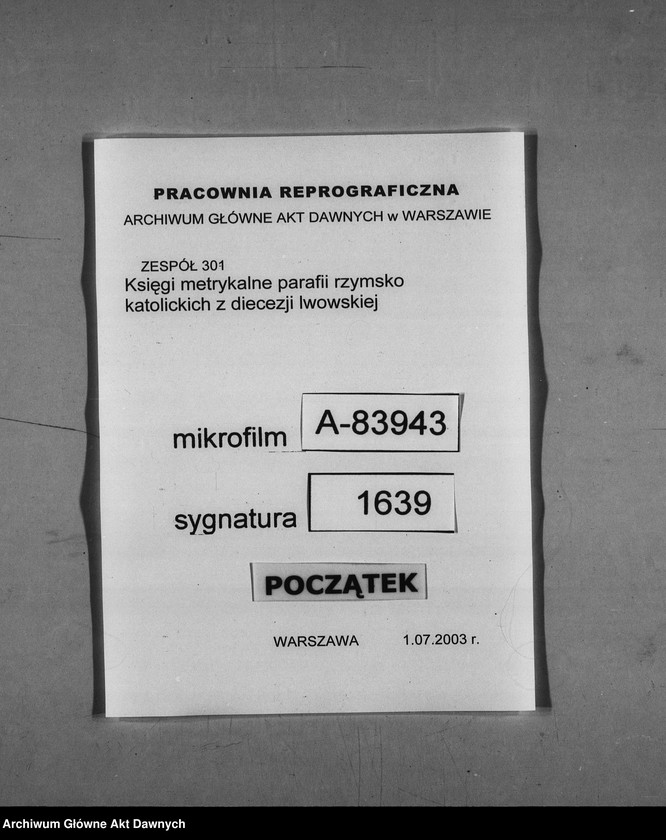 PRACOWNIA REPROGRAFICZNA
ARCHIWUM GŁÓWNE AKT DAWNYCH w WARSZAWIE
ZESPÓŁ 301
Księgi metrykalne parafii rzymsko
katolickich z diecezji lwowskiej
mikrofilm A-83943
sygnatura 1639
POCZĄTEK
WARSZAWA 1.07.2003 r.
Archiwum Główne Akt Dawnych